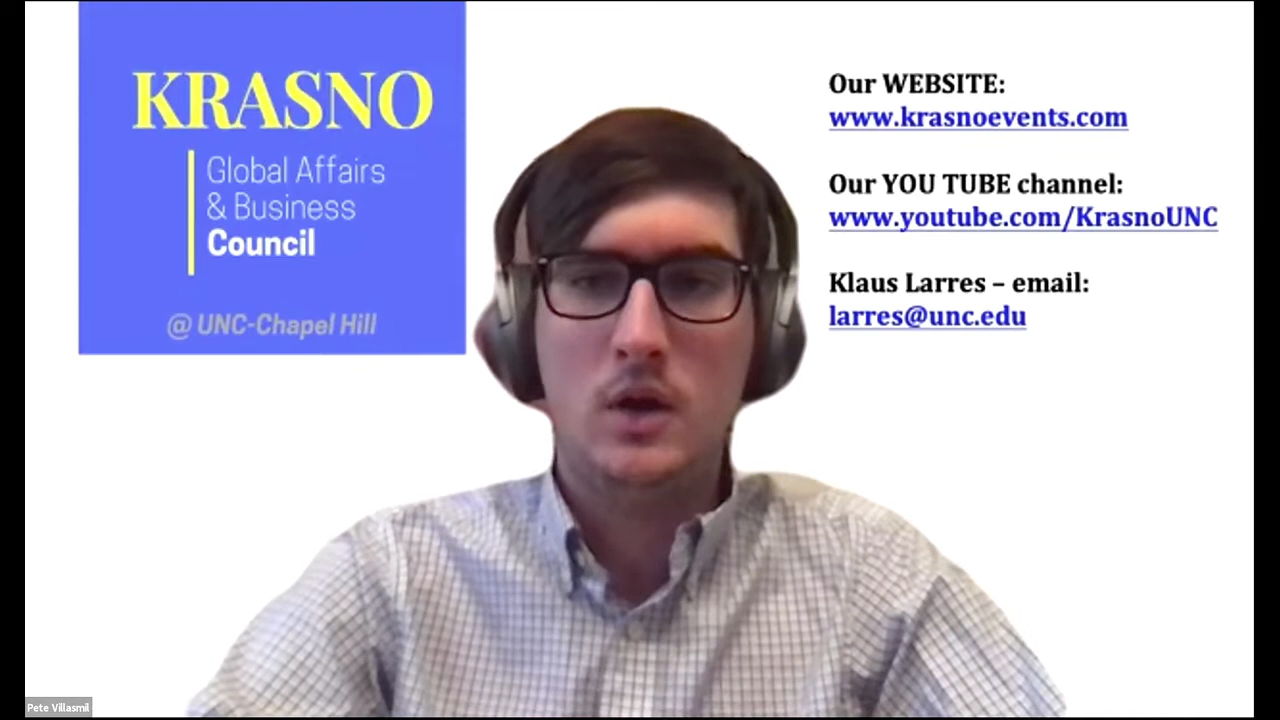 KRASNO
Global Affairs
& Business
Council
@ UNC-Chapel Hill
Our WEBSITE:
www.krasnoevents.com
Our YOU TUBE channel:
www.youtube.com/KrasnoUNC
Klaus Larres – email:
larres@unc.edu
Pete Villasmil